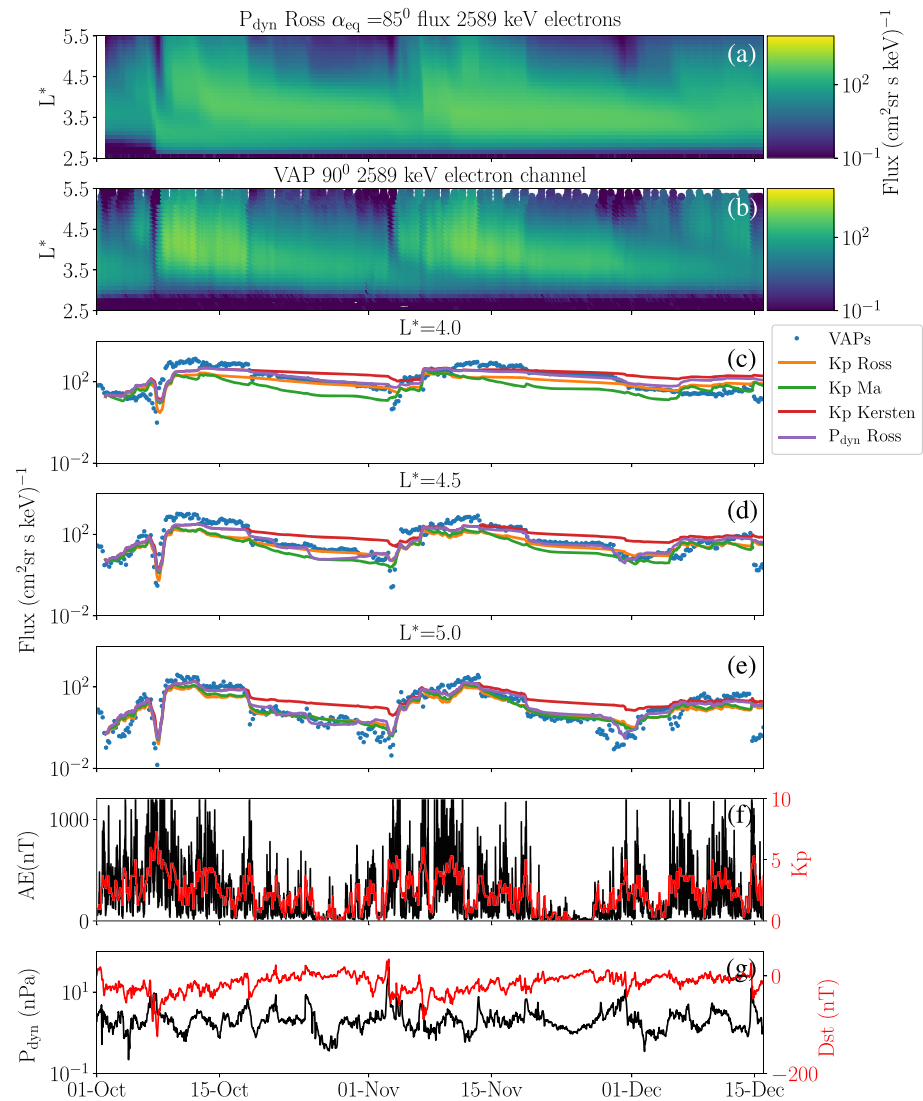 P_dyn Ross α_eq =85⁰ flux 2589 keV electrons
5.5
4.5
3.5
2.5
L*
(a)
10²
10⁻¹
Flux (cm²sr s keV)⁻¹
VAP 90⁰ 2589 keV electron channel
5.5
4.5
3.5
2.5
L*
(b)
10²
10⁻¹
L*=4.0
10²
10⁻²
(c)
VAPs
Kp Ross
Kp Ma
Kp Kersten
P_dyn Ross
L*=4.5
10²
10⁻²
(d)
Flux (cm²sr s keV)⁻¹
L*=5.0
10²
10⁻²
(e)
1000
0
AE(nT)
(f)
10
5
0
Kp
10¹
10⁻¹
P_dyn (nPa)
(g)
0
−200
Dst (nT)
01-Oct 15-Oct 01-Nov 15-Nov 01-Dec 15-Dec